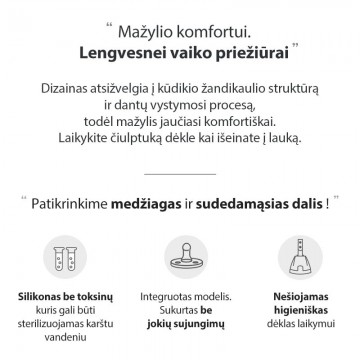 “ Mažylio komfortui.
Lengvesnei vaiko priežiūrai ”
Dizainas atsižvelgia į kūdikio žandikaulio struktūrą
ir dantų vystymosi procesą,
todėl mažylis jaučiasi komfortiškai.
Laikykite čiulptuką dėkle kai išeinate į lauką.
“ Patikrinkime medžiagas ir sudedamąsias dalis ! ”
Silikonas be toksinų
kuris gali būti
sterilizuojamas karštu
vandeniu
Integruotas modelis.
Sukurtas be
jokių sujungimų
Nešiojamas
higieniškas
dėklas laikymui